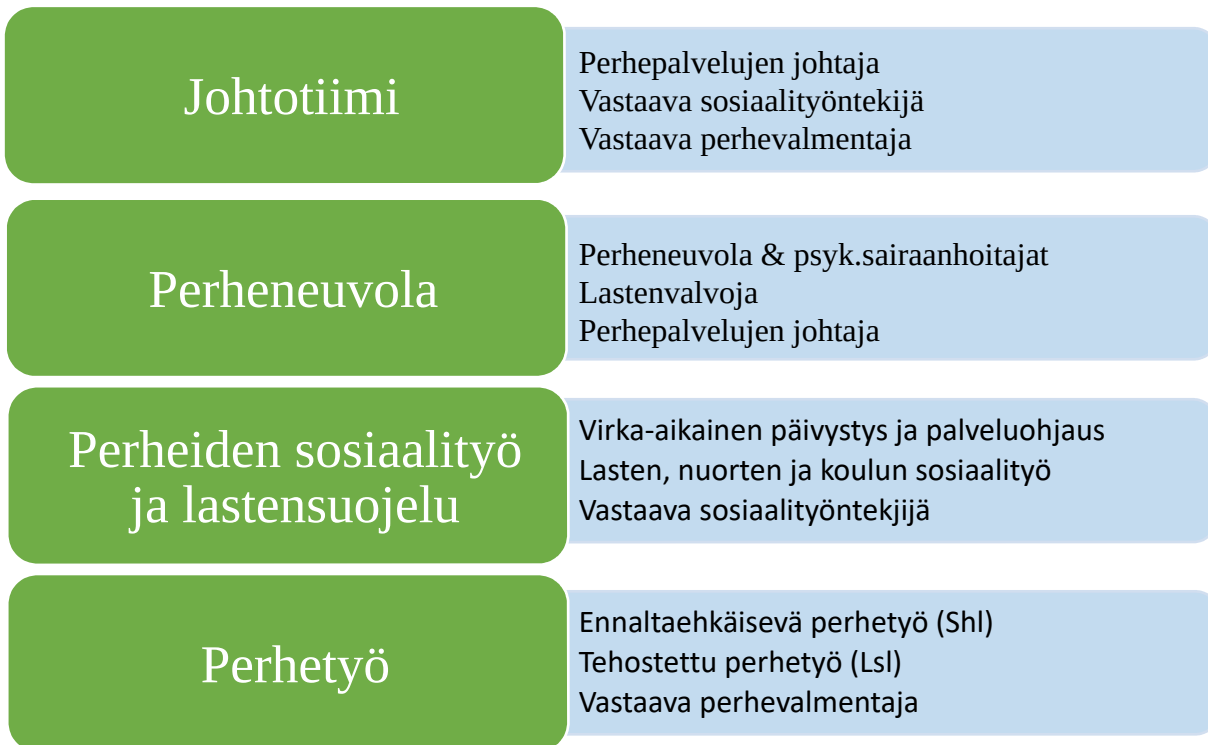 Johtotiimi
Perhepalvelujen johtaja
Vastaava sosiaalityöntekijä
Vastaava perhevalmentaja
Perheneuvola
Perheneuvola & psyk.sairaanhoitajat
Lastenvalvoja
Perhepalvelujen johtaja
Perheiden sosiaalityö
ja lastensuojelu
Virka-aikainen päivystys ja palveluohjaus
Lasten, nuorten ja koulun sosiaalityö
Vastaava sosiaalityöntekjijä
Perhetyö
Ennaltaehkäisevä perhetyö (Shl)
Tehostettu perhetyö (Lsl)
Vastaava perhevalmentaja